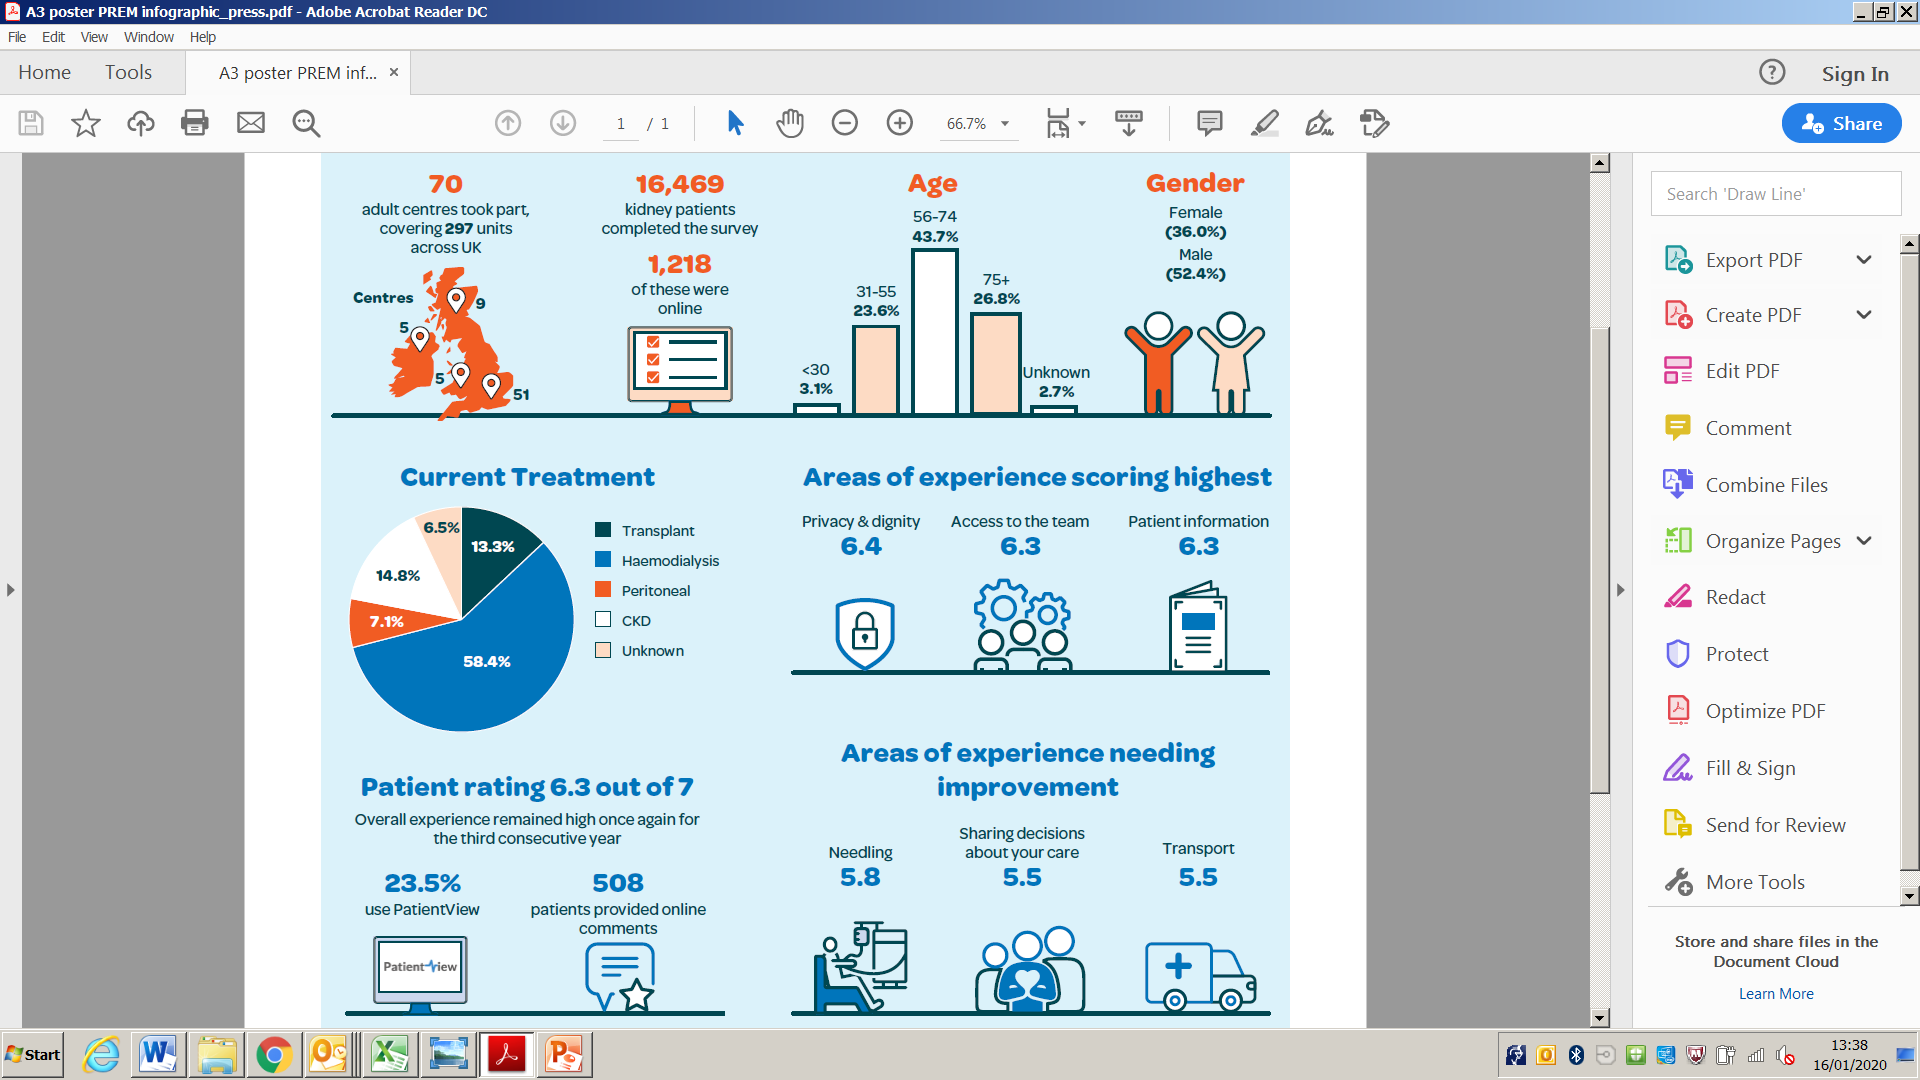 A3 poster PREM infographic_press.pdf - Adobe Acrobat Reader DC
File Edit View Window Help
Home Tools A3 poster PREM inf... ×
? Sign In
1 / 1 66.7% Share
70
adult centres took part,
covering 297 units
across UK
Centres
9
5
5
51
16,469
kidney patients
completed the survey
1,218
of these were
online
Age
<30
3.1%
31-55
23.6%
56-74
43.7%
75+
26.8%
Unknown
2.7%
Gender
Female
(36.0%)
Male
(52.4%)
Current Treatment
6.5%
13.3%
14.8%
7.1%
58.4%
Transplant
Haemodialysis
Peritoneal
CKD
Unknown
Areas of experience scoring highest
Privacy & dignity
6.4
Access to the team
6.3
Patient information
6.3
Patient rating 6.3 out of 7
Overall experience remained high once again for
the third consecutive year
23.5%
use PatientView
PatientView
508
patients provided online
comments
Areas of experience needing
improvement
Needling
5.8
Sharing decisions
about your care
5.5
Transport
5.5
Search 'Draw Line'
Export PDF
Create PDF
Edit PDF
Comment
Combine Files
Organize Pages
Redact
Protect
Optimize PDF
Fill & Sign
Send for Review
More Tools
Store and share files in the
Document Cloud
Learn More
Start
13:38
16/01/2020